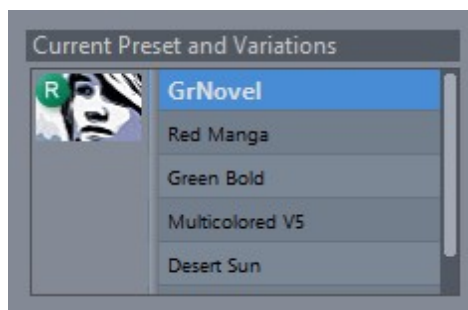 Current Preset and Variations
R
GrNovel
Red Manga
Green Bold
Multicolored V5
Desert Sun